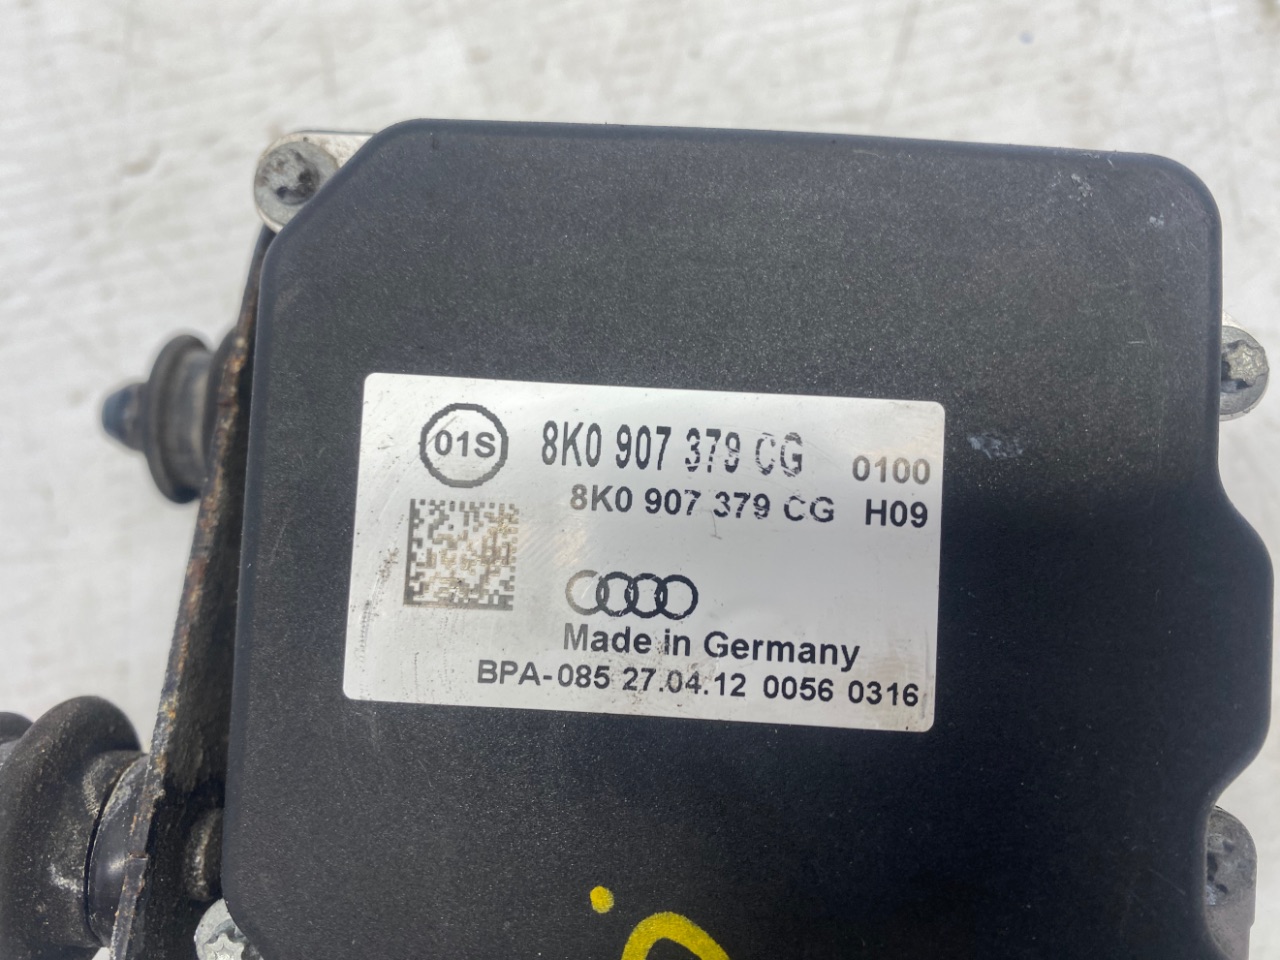 01S 8K0 907 379 CG 0100
8K0 907 379 CG H09
Made in Germany
BPA-085 27.04.12 0056 0316